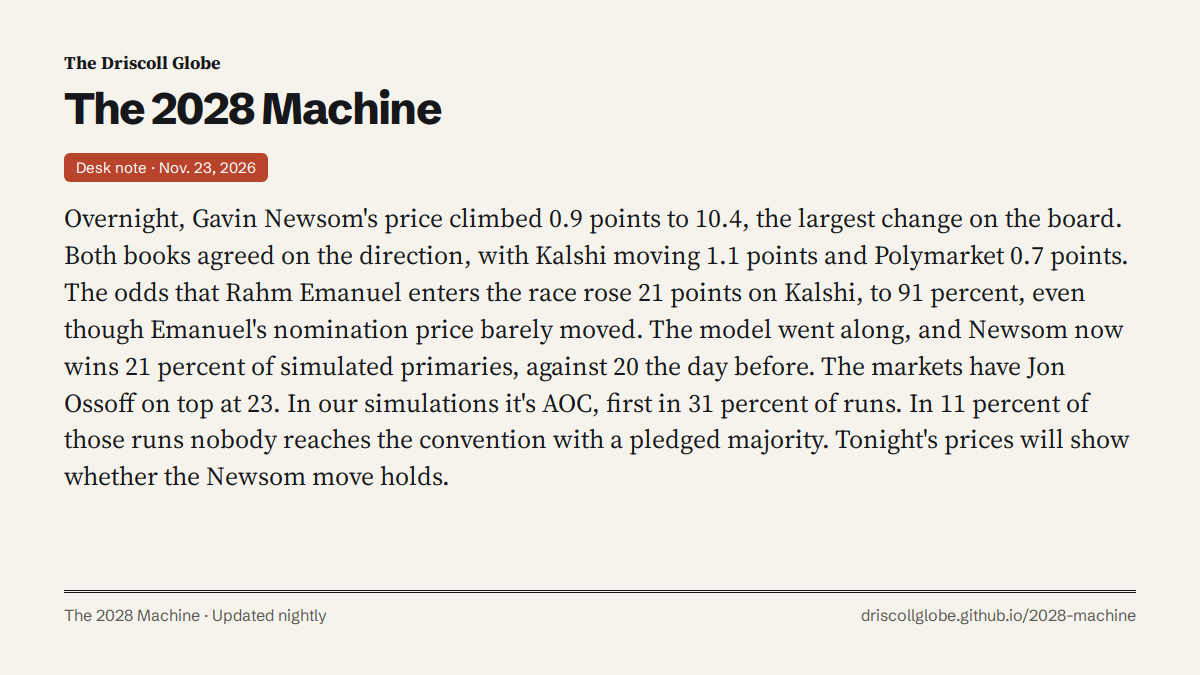 The Driscoll Globe
The 2028 Machine
Desk note · Nov. 23, 2026
Overnight, Gavin Newsom's price climbed 0.9 points to 10.4, the largest change on the board.
Both books agreed on the direction, with Kalshi moving 1.1 points and Polymarket 0.7 points.
The odds that Rahm Emanuel enters the race rose 21 points on Kalshi, to 91 percent, even
though Emanuel's nomination price barely moved. The model went along, and Newsom now
wins 21 percent of simulated primaries, against 20 the day before. The markets have Jon
Ossoff on top at 23. In our simulations it's AOC, first in 31 percent of runs. In 11 percent of
those runs nobody reaches the convention with a pledged majority. Tonight's prices will show
whether the Newsom move holds.
The 2028 Machine · Updated nightly
driscollglobe.github.io/2028-machine